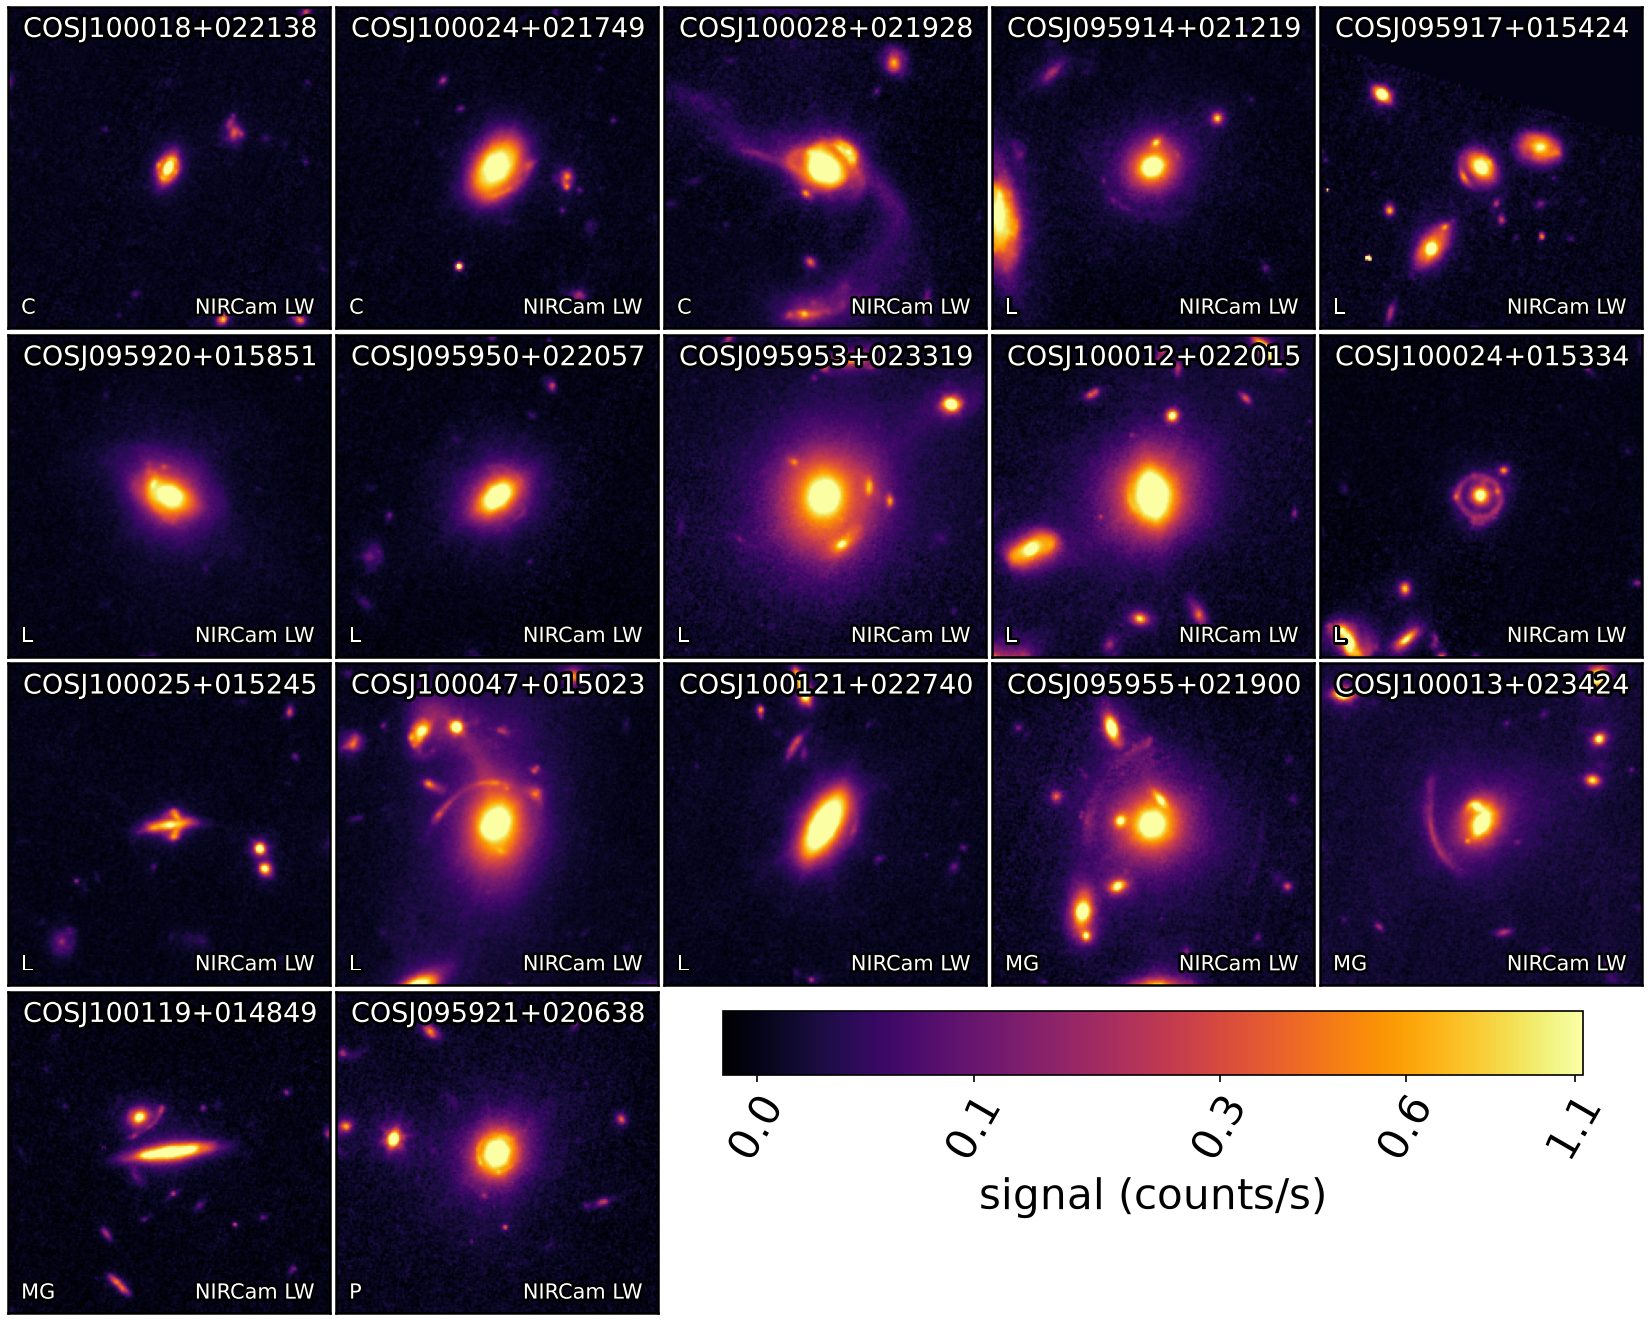 COSJ100018+022138
C NIRCam LW
COSJ100024+021749
C NIRCam LW
COSJ100028+021928
C NIRCam LW
COSJ095914+021219
L NIRCam LW
COSJ095917+015424
L NIRCam LW
COSJ095920+015851
L NIRCam LW
COSJ095950+022057
L NIRCam LW
COSJ095953+023319
L NIRCam LW
COSJ100012+022015
L NIRCam LW
COSJ100024+015334
L NIRCam LW
COSJ100025+015245
L NIRCam LW
COSJ100047+015023
L NIRCam LW
COSJ100121+022740
L NIRCam LW
COSJ095955+021900
MG NIRCam LW
COSJ100013+023424
MG NIRCam LW
COSJ100119+014849
MG NIRCam LW
COSJ095921+020638
P NIRCam LW
0.0 0.1 0.3 0.6 1.1
signal (counts/s)